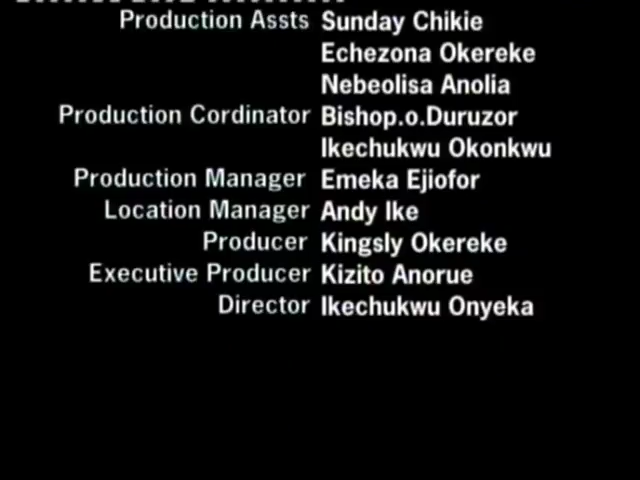 Production Assts Sunday Chikie
Echezona Okereke
Nebeolisa Anolia
Production Cordinator Bishop.o.Duruzor
Ikechukwu Okonkwu
Production Manager Emeka Ejiofor
Location Manager Andy Ike
Producer Kingsly Okereke
Executive Producer Kizito Anorue
Director Ikechukwu Onyeka